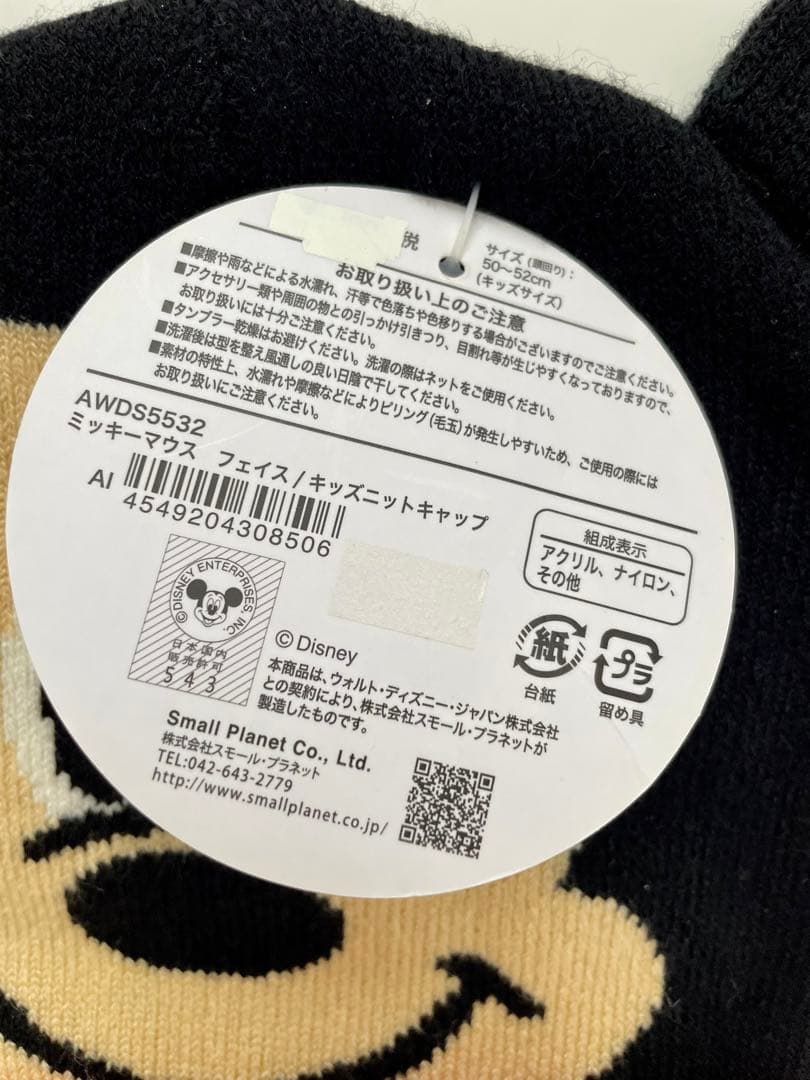 税
サイズ(頭回り):
50〜52cm
(キッズサイズ)
お取り扱い上のご注意
■摩擦や雨などによる水濡れ、汗等で色落ちや色移りする場合がございますのでご注意ください。
■アクセサリー類や周囲の物との引っかけ引きつり、目割れ等が生じやすくなっておりますので、
お取り扱いには十分ご注意ください。
■タンブラー乾燥はお避けください。洗濯の際はネットをご使用ください。
■洗濯後は型を整え風通しの良い日陰で干してください。
■素材の特性上、水濡れや摩擦などによりピリング(毛玉)が発生しやすいため、ご使用の際には
お取り扱いにご注意ください。
AWDS5532
ミッキーマウス フェイス/キッズニットキャップ
AI
4549204308506
組成表示
アクリル、ナイロン、
その他
©DISNEY ENTERPRISES, INC.
日本国内
販売許可
543
©Disney
本商品は、ウォルト・ディズニー・ジャパン株式会社
との契約により、株式会社スモール・プラネットが
製造したものです。
紙
台紙
プラ
留め具
Small Planet Co., Ltd.
株式会社スモール・プラネット
TEL:042-643-2779
http://www.smallplanet.co.jp/